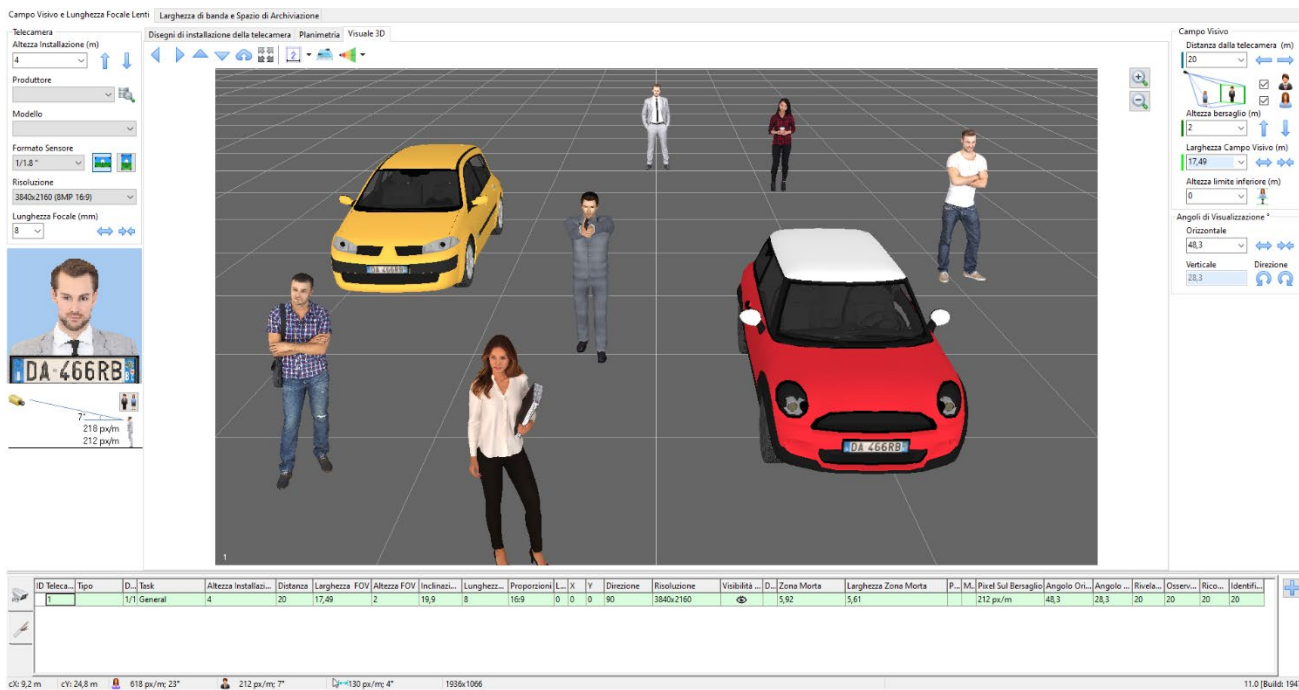 Campo Visivo e Lunghezza Focale Lenti
Larghezza di banda e Spazio di Archiviazione
Telecamera
Altezza Installazione (m)
4
Produttore
Modello
Formato Sensore
1/1.8 "
Risoluzione
3840x2160 (8MP 16:9)
Lunghezza Focale (mm)
8
DA 466RB
7°
218 px/m
212 px/m
Disegni di installazione della telecamera
Planimetria
Visuale 3D
2
DA 466RB
DA 466RB
1
Campo Visivo
Distanza dalla telecamera (m)
20
Altezza bersaglio (m)
2
Larghezza Campo Visivo (m)
17,49
Altezza limite inferiore (m)
0
Angoli di Visualizzazione °
Orizzontale
48,3
Verticale Direzione
28,3
ID Teleca... Tipo D... Task Altezza Installazi... Distanza Larghezza FOV Altezza FOV Inclinazi... Lunghezz... Proporzioni L... X Y Direzione Risoluzione Visibilità ... D... Zona Morta Larghezza Zona Morta P... M.. Pixel Sul Bersaglio Angolo Ori... Angolo ... Rivela... Osserv... Rico... Identifi...
1 1/1 General 4 20 17,49 2 19,9 8 16:9 0 0 0 90 3840x2160 5,92 5,61 212 px/m 48,3 28,3 20 20 20 20
cX: 9,2 m cY: 24,8 m 618 px/m; 23° 212 px/m; 7° 130 px/m; 4° 1936x1066